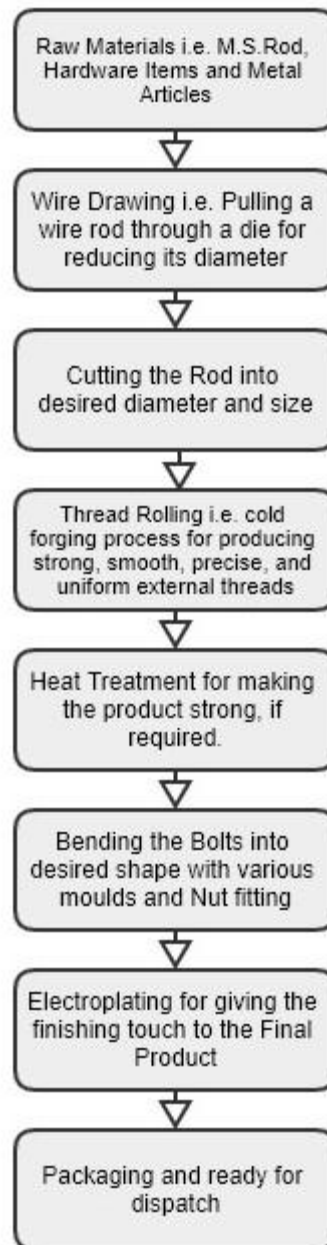 Raw Materials i.e. M.S.Rod,
Hardware Items and Metal
Articles
Wire Drawing i.e. Pulling a
wire rod through a die for
reducing its diameter
Cutting the Rod into
desired diameter and size
Thread Rolling i.e. cold
forging process for producing
strong, smooth, precise, and
uniform external threads
Heat Treatment for making
the product strong, if
required.
Bending the Bolts into
desired shape with various
moulds and Nut fitting
Electroplating for giving the
finishing touch to the Final
Product
Packaging and ready for
dispatch